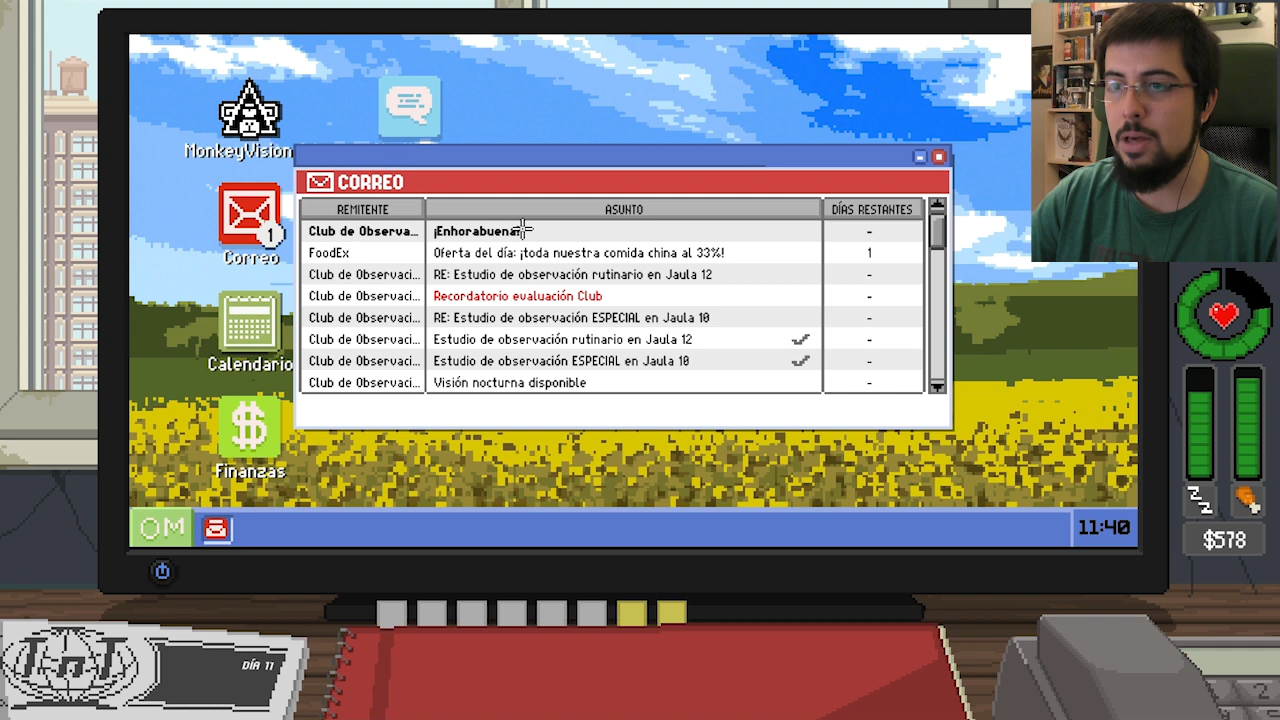 MonkeyVision
Correo
1
Calendario
$
Finanzas
CORREO
REMITENTE ASUNTO DÍAS RESTANTES
Club de Observa... ¡Enhorabuena! -
FoodEx Oferta del día: ¡toda nuestra comida china al 33%! 1
Club de Observaci... RE: Estudio de observación rutinario en Jaula 12 -
Club de Observaci... Recordatorio evaluación Club -
Club de Observaci... RE: Estudio de observación ESPECIAL en Jaula 10 -
Club de Observaci... Estudio de observación rutinario en Jaula 12 -
Club de Observaci... Estudio de observación ESPECIAL en Jaula 10 -
Club de Observaci... Visión nocturna disponible -
OM
11:40
ZZ
$578
DÍA 11
2